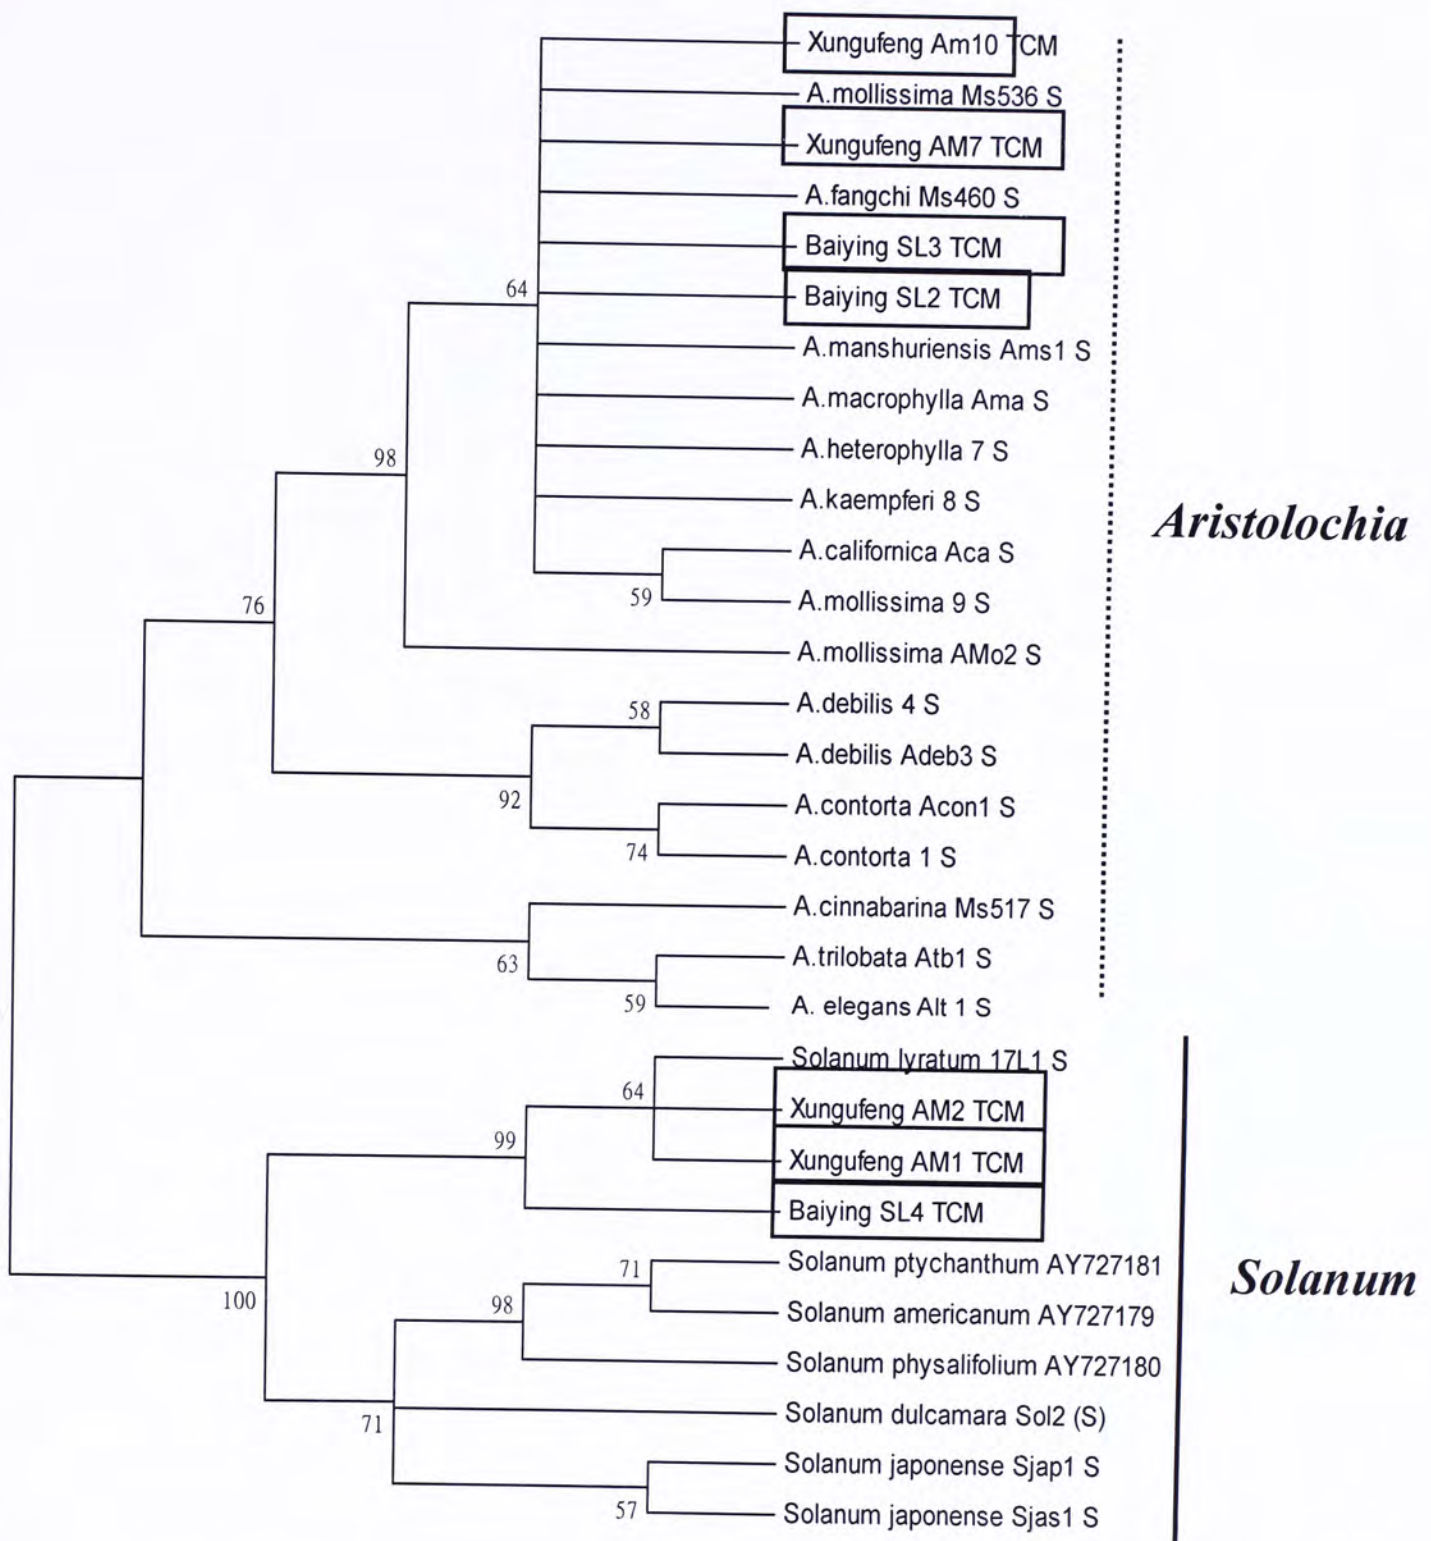 Xungufeng Am10 TCM
A.mollissima Ms536 S
Xungufeng AM7 TCM
A.fangchi Ms460 S
Baiying SL3 TCM
Baiying SL2 TCM
64
A.manshuriensis Ams1 S
A.macrophylla Ama S
A.heterophylla 7 S
98
A.kaempferi 8 S
Aristolochia
A.californica Aca S
59
A.mollissima 9 S
76
A.mollissima AMo2 S
A.debilis 4 S
58
A.debilis Adeb3 S
92
A.contorta Acon1 S
74
A.contorta 1 S
A.cinnabarina Ms517 S
63
A.trilobata Atb1 S
59
A. elegans Alt 1 S
Solanum lyratum 17L1 S
64
Xungufeng AM2 TCM
99
Xungufeng AM1 TCM
Baiying SL4 TCM
Solanum ptychanthum AY727181
71
Solanum
100
98
Solanum americanum AY727179
Solanum physalifolium AY727180
71
Solanum dulcamara Sol2 (S)
Solanum japonense Sjap1 S
57
Solanum japonense Sjas1 S